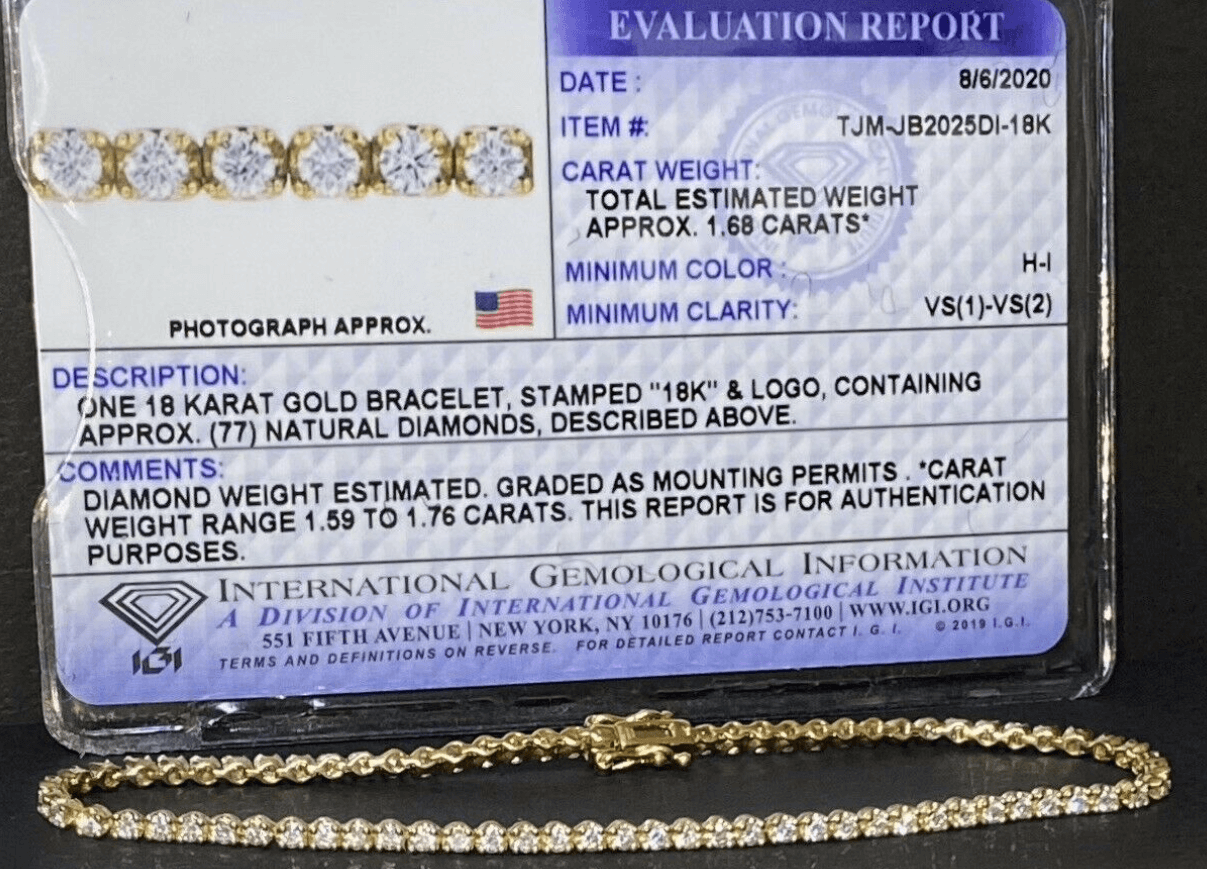 EVALUATION REPORT
DATE : 8/6/2020
ITEM #: TJM-JB2025DI-18K
CARAT WEIGHT:
TOTAL ESTIMATED WEIGHT
APPROX. 1.68 CARATS*
MINIMUM COLOR : H-I
MINIMUM CLARITY: VS(1)-VS(2)
PHOTOGRAPH APPROX.
DESCRIPTION:
ONE 18 KARAT GOLD BRACELET, STAMPED "18K" & LOGO, CONTAINING
APPROX. (77) NATURAL DIAMONDS, DESCRIBED ABOVE.
COMMENTS:
DIAMOND WEIGHT ESTIMATED. GRADED AS MOUNTING PERMITS . *CARAT
WEIGHT RANGE 1.59 TO 1.76 CARATS. THIS REPORT IS FOR AUTHENTICATION
PURPOSES.
INTERNATIONAL GEMOLOGICAL INFORMATION
A DIVISION OF INTERNATIONAL GEMOLOGICAL INSTITUTE
551 FIFTH AVENUE | NEW YORK, NY 10176 | (212)753-7100 | WWW.IGI.ORG
TERMS AND DEFINITIONS ON REVERSE. FOR DETAILED REPORT CONTACT I. G. I. © 2019 I.G.I.
IGI